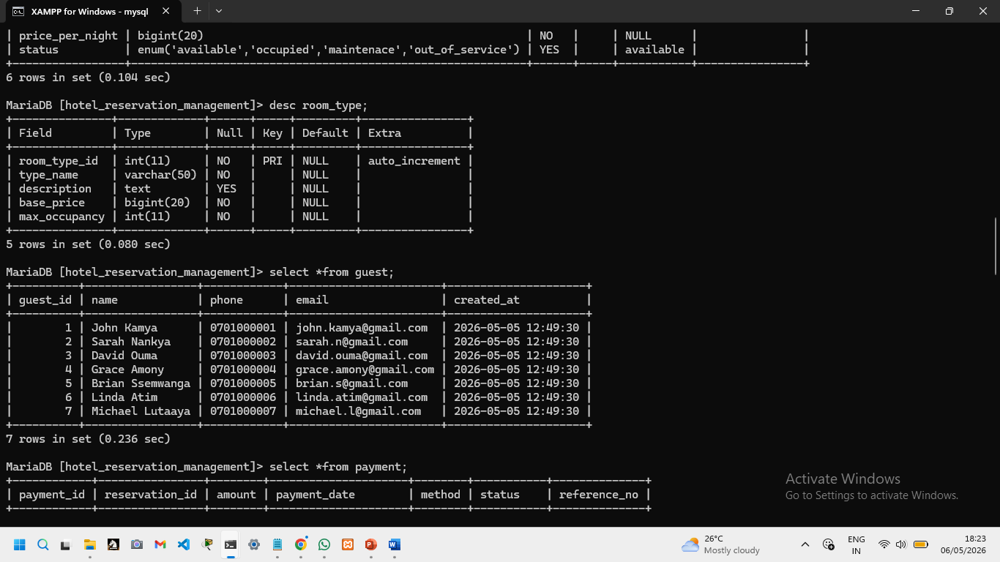 XAMPP for Windows - mysql
| price_per_night | bigint(20) | NO | | NULL | |
| status | enum('available','occupied','maintenace','out_of_service') | YES | | available | |
6 rows in set (0.104 sec)
MariaDB [hotel_reservation_management]> desc room_type;
| Field | Type | Null | Key | Default | Extra |
| room_type_id | int(11) | NO | PRI | NULL | auto_increment |
| type_name | varchar(50) | NO | | NULL | |
| description | text | YES | | NULL | |
| base_price | bigint(20) | NO | | NULL | |
| max_occupancy | int(11) | NO | | NULL | |
5 rows in set (0.080 sec)
MariaDB [hotel_reservation_management]> select *from guest;
| guest_id | name | phone | email | created_at |
| 1 | John Kamya | 0701000001 | john.kamya@gmail.com | 2026-05-05 12:49:30 |
| 2 | Sarah Nankya | 0701000002 | sarah.n@gmail.com | 2026-05-05 12:49:30 |
| 3 | David Ouma | 0701000003 | david.ouma@gmail.com | 2026-05-05 12:49:30 |
| 4 | Grace Amony | 0701000004 | grace.amony@gmail.com | 2026-05-05 12:49:30 |
| 5 | Brian Ssemwanga | 0701000005 | brian.s@gmail.com | 2026-05-05 12:49:30 |
| 6 | Linda Atim | 0701000006 | linda.atim@gmail.com | 2026-05-05 12:49:30 |
| 7 | Michael Lutaaya | 0701000007 | michael.l@gmail.com | 2026-05-05 12:49:30 |
7 rows in set (0.236 sec)
MariaDB [hotel_reservation_management]> select *from payment;
| payment_id | reservation_id | amount | payment_date | method | status | reference_no |
Activate Windows
Go to Settings to activate Windows.
26°C
Mostly cloudy
ENG
IN
18:23
06/05/2026